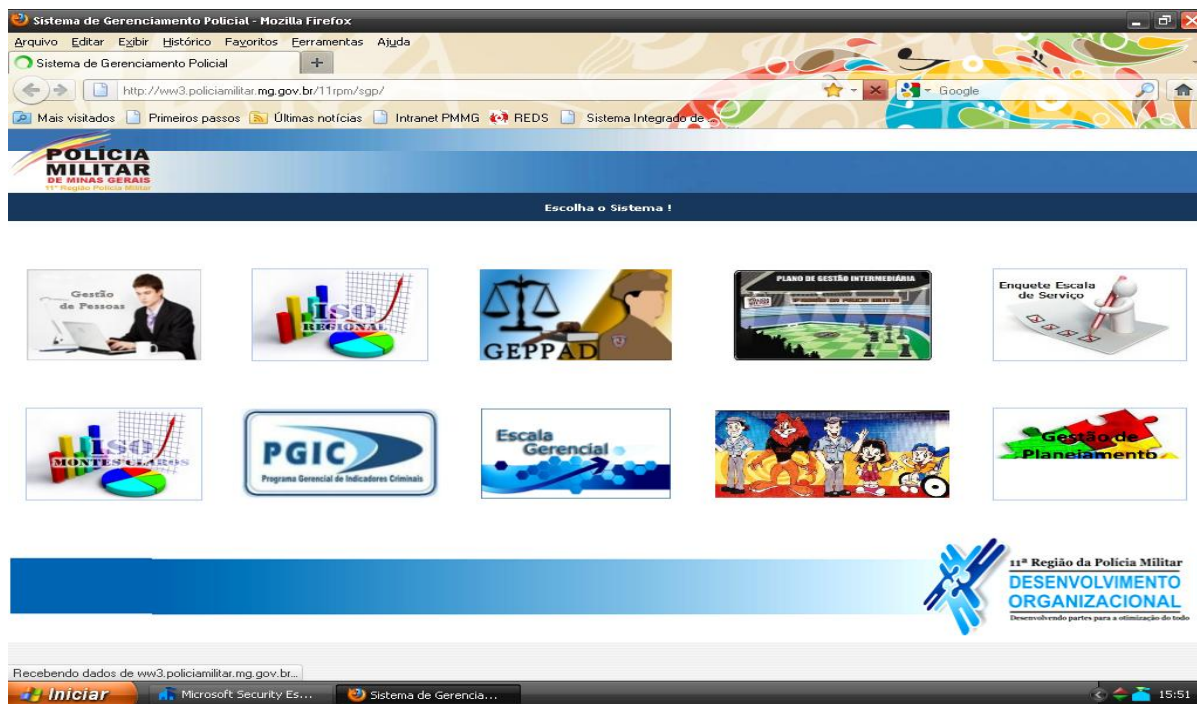 Sistema de Gerenciamento Policial - Mozilla Firefox
Arquivo Editar Exibir Histórico Favoritos Ferramentas Ajuda
Sistema de Gerenciamento Policial
http://ww3.policiamilitar.mg.gov.br/11rpm/sgp/
Google
Mais visitados Primeiros passos Últimas notícias Intranet PMMG REDS Sistema Integrado de
POLÍCIA
MILITAR
DE MINAS GERAIS
11ª Região Polícia Militar
Escolha o Sistema !
Gestão
de Pessoas
ISO
REGIONAL
GEPPAD
PLANO DE GESTÃO INTERMEDIÁRIA
Enquete Escala
de Serviço
ISO
MONTES CLAROS
PGIC
Programa Gerencial de Indicadores Criminais
Escala
Gerencial
Gestão de
Planejamento
11ª Região da Polícia Militar
DESENVOLVIMENTO
ORGANIZACIONAL
Desenvolvendo partes para a otimização do todo
Recebendo dados de ww3.policiamilitar.mg.gov.br...
Iniciar
Microsoft Security Es...
Sistema de Gerencia...
15:51